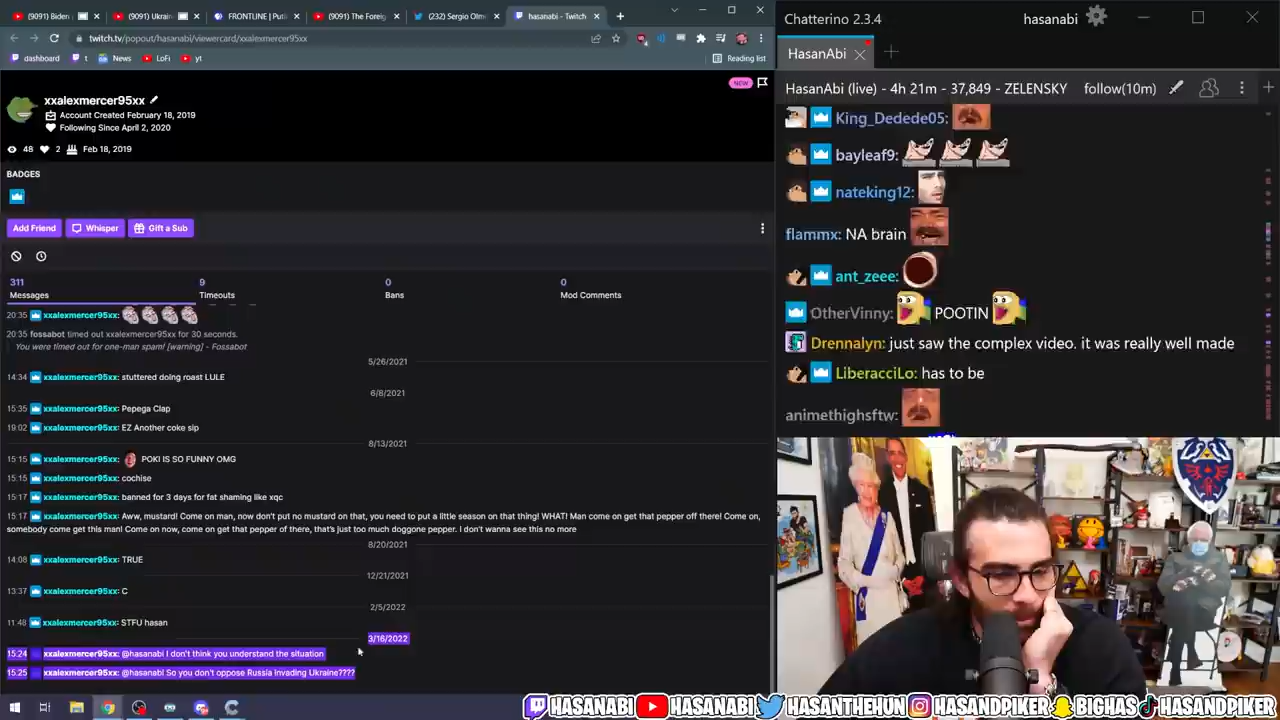 (9091) Biden
(9091) Ukrain
FRONTLINE | Puti
(9091) The Foreig
(232) Sergio Olm
hasanabi - Twitch
twitch.tv/popout/hasanabi/viewercard/xxalexmercer95xx
dashboard
t
News
LoFi
yt
Reading list
NEW
xxalexmercer95xx
Account Created February 18, 2019
Following Since April 2, 2020
48
2
Feb 18, 2019
BADGES
Add Friend
Whisper
Gift a Sub
311
9
0
0
Messages
Timeouts
Bans
Mod Comments
20:35 xxalexmercer95xx:
20:35 fossabot timed out xxalexmercer95xx for 30 seconds.
You were timed out for one-man spam! [warning] - Fossabot
5/26/2021
14:34 xxalexmercer95xx: stuttered doing roast LULE
6/8/2021
15:35 xxalexmercer95xx: Pepega Clap
19:02 xxalexmercer95xx: EZ Another coke sip
8/13/2021
15:15 xxalexmercer95xx: POKI IS SO FUNNY OMG
15:15 xxalexmercer95xx: cochise
15:17 xxalexmercer95xx: banned for 3 days for fat shaming like xqc
15:17 xxalexmercer95xx: Aww, mustard! Come on man, now don't put no mustard on that, you need to put a little season on that thing! WHAT! Man come on get that pepper off there! Come on,
somebody come get this man! Come on now, come on get that pepper of there, that's just too much doggone pepper. I don't wanna see this no more
8/20/2021
14:08 xxalexmercer95xx: TRUE
12/21/2021
13:37 xxalexmercer95xx: C
2/5/2022
11:48 xxalexmercer95xx: STFU hasan
3/16/2022
15:24 xxalexmercer95xx: @hasanabi I don't think you understand the situation
15:25 xxalexmercer95xx: @hasanabi So you don't oppose Russia invading Ukraine????
Chatterino 2.3.4
hasanabi
HasanAbi
HasanAbi (live) - 4h 21m - 37,849 - ZELENSKY
follow(10m)
King_Dedede05:
bayleaf9:
nateking12:
flammx: NA brain
ant_zeee:
OtherVinny: POOTIN
Drennalyn: just saw the complex video. it was really well made
LiberacciLo: has to be
animethighsftw:
HASANABI
HASANABI
HASANTHEHUN
HASANDPIKER
BIGHAS
HASANDPIKER